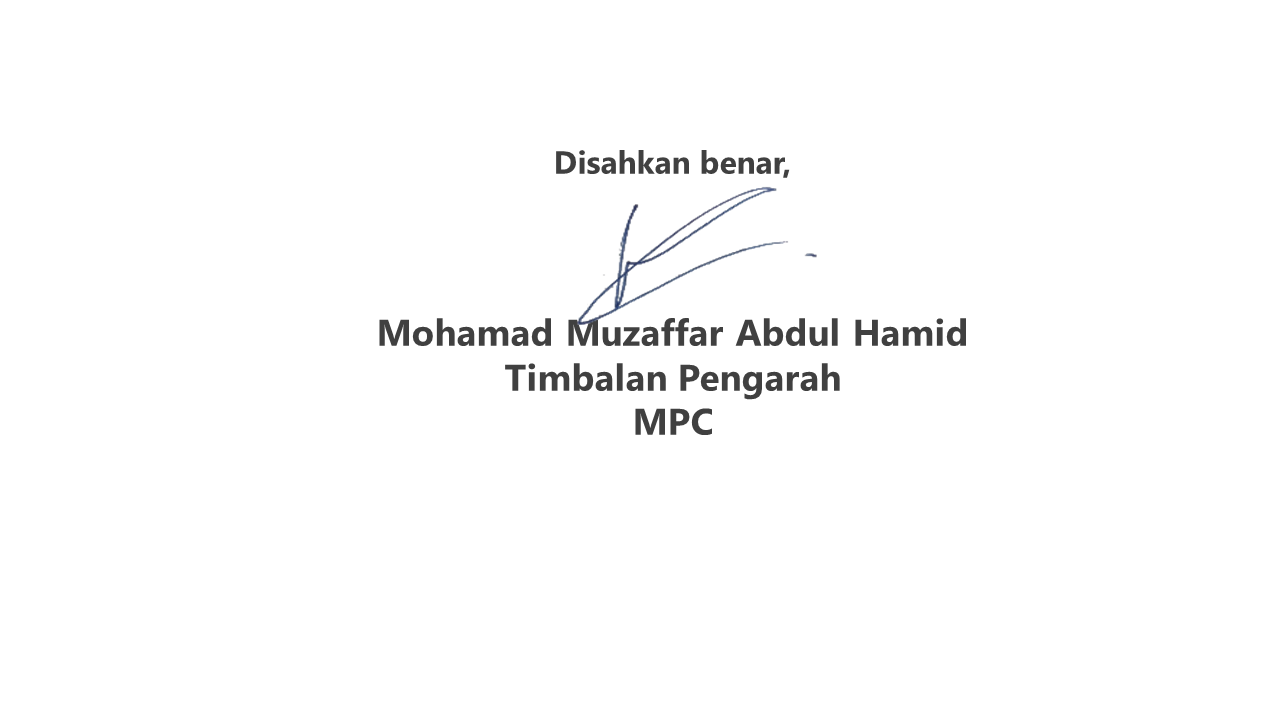 Disahkan benar,
Mohamad Muzaffar Abdul Hamid
Timbalan Pengarah
MPC